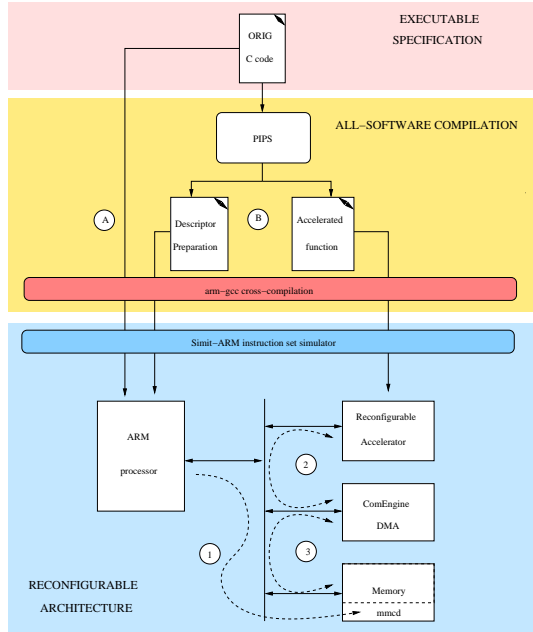 EXECUTABLE
SPECIFICATION
ORIG
C code
ALL-SOFTWARE COMPILATION
PIPS
A
B
Descriptor
Preparation
Accelerated
function
arm-gcc cross-compilation
Simit-ARM instruction set simulator
ARM
processor
Reconfigurable
Accelerator
2
ComEngine
DMA
1
3
Memory
mmcd
RECONFIGURABLE
ARCHITECTURE